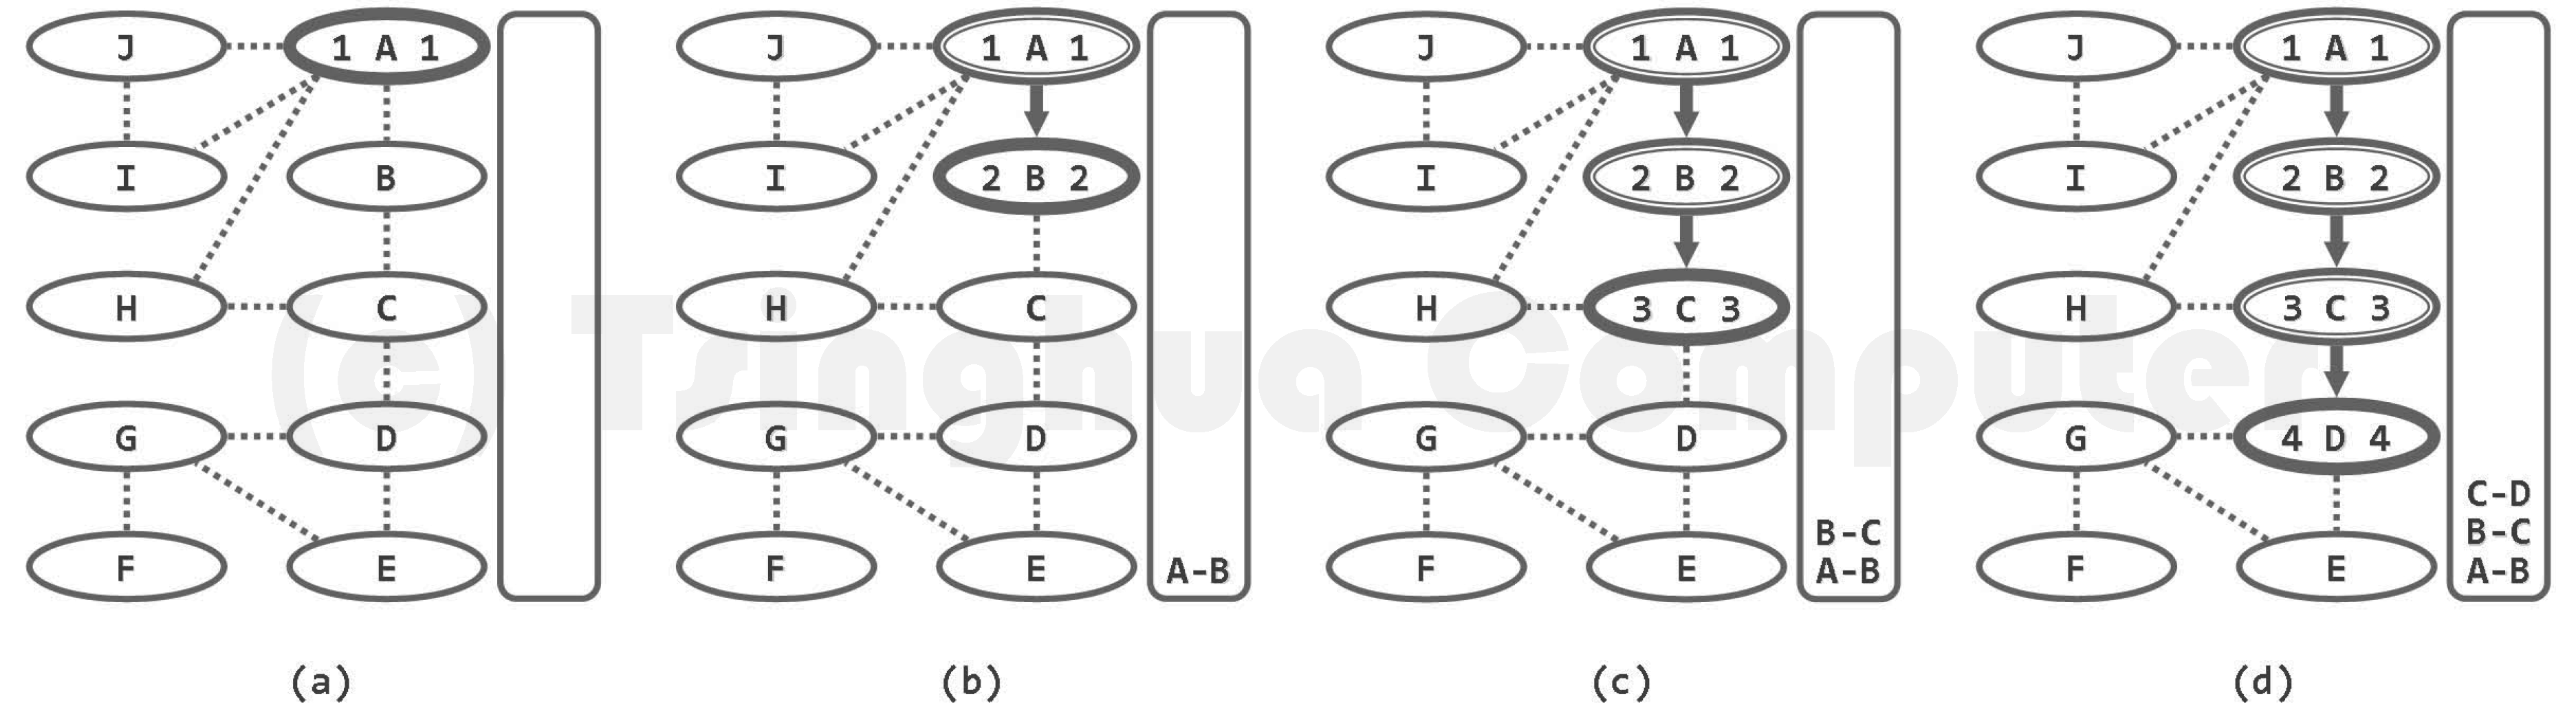 J 1 A 1 J 1 A 1 J 1 A 1 J 1 A 1
I B I 2 B 2 I 2 B 2 I 2 B 2
H C H C H 3 C 3 H 3 C 3
(c) Tsinghua Computer
G D G D G D G 4 D 4
C-D
B-C B-C
F E F E A-B F E A-B F E A-B
(a) (b) (c) (d)